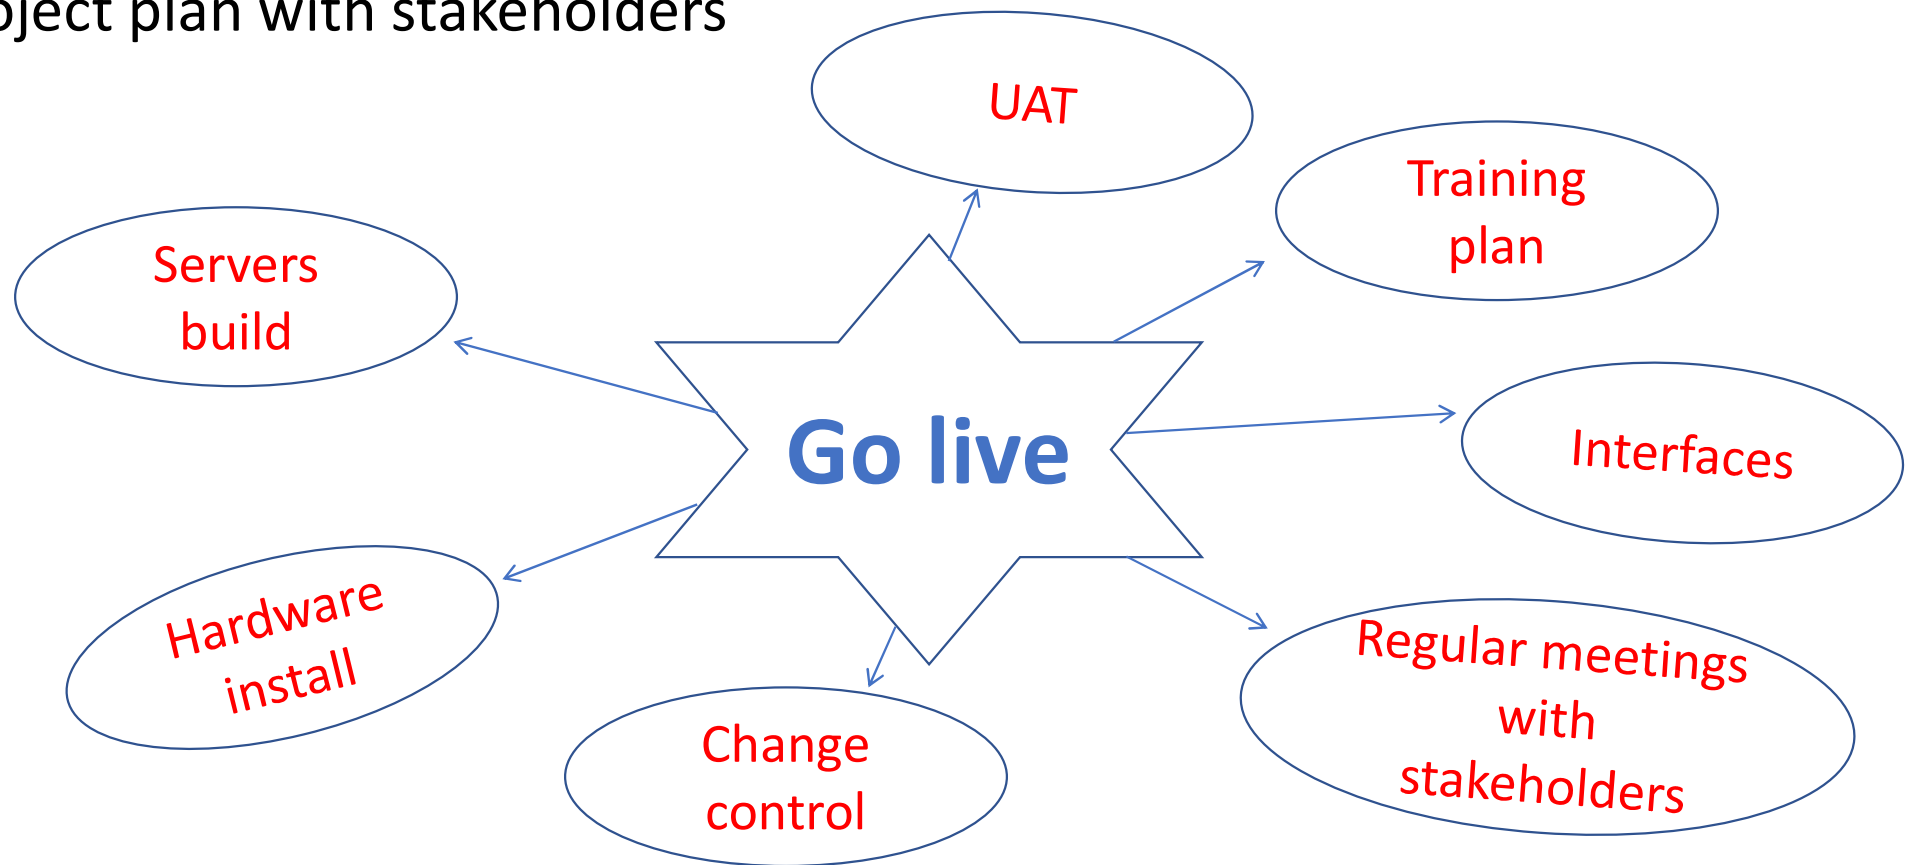 plan with stakeholders
UAT
Training
plan
Servers
build
Go live
Interfaces
Hardware
install
Regular meetings
with
stakeholders
Change
control